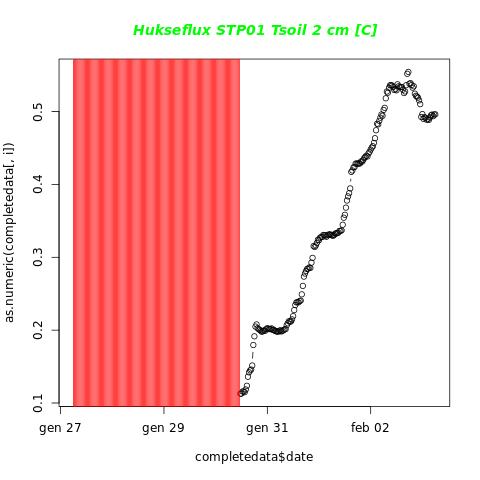 Hukseflux STP01 Tsoil 2 cm [C]
as.numeric(completedata[, i])
0.5
0.4
0.3
0.2
0.1
gen 27 gen 29 gen 31 feb 02
completedata$date